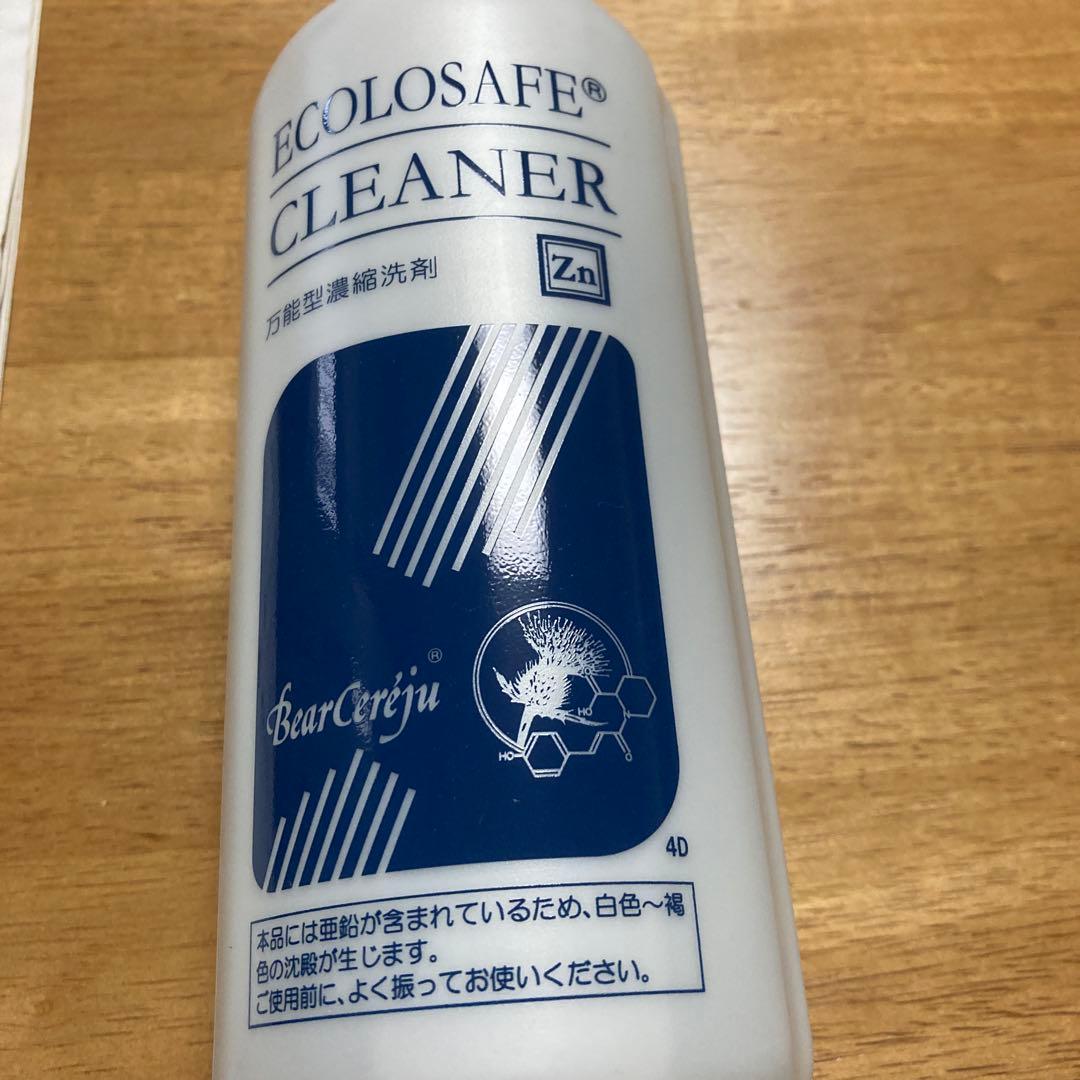 ECOLOSAFE®
CLEANER
Zn
万能型濃縮洗剤
BearCeréju®
HO
HO
O
4D
本品には亜鉛が含まれているため、白色〜褐
色の沈殿が生じます。
ご使用前に、よく振ってお使いください。